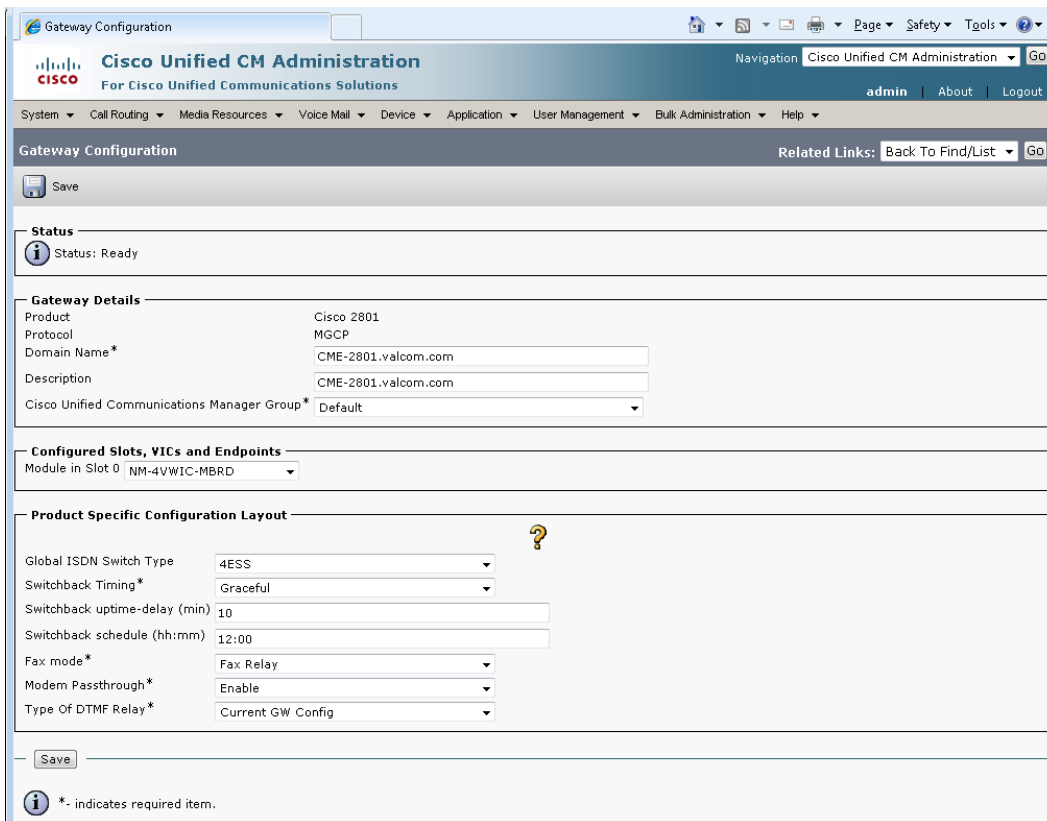 Gateway Configuration
Page Safety Tools
CISCO
Cisco Unified CM Administration
For Cisco Unified Communications Solutions
Navigation Cisco Unified CM Administration Go
admin | About | Logout
System Call Routing Media Resources Voice Mail Device Application User Management Bulk Administration Help
Gateway Configuration
Related Links: Back To Find/List Go
Save
Status
Status: Ready
Gateway Details
Product Cisco 2801
Protocol MGCP
Domain Name* CME-2801.valcom.com
Description CME-2801.valcom.com
Cisco Unified Communications Manager Group* Default
Configured Slots, VICs and Endpoints
Module in Slot 0 NM-4VWIC-MBRD
Product Specific Configuration Layout
?
Global ISDN Switch Type 4ESS
Switchback Timing* Graceful
Switchback uptime-delay (min) 10
Switchback schedule (hh:mm) 12:00
Fax mode* Fax Relay
Modem Passthrough* Enable
Type Of DTMF Relay* Current GW Config
Save
*- indicates required item.